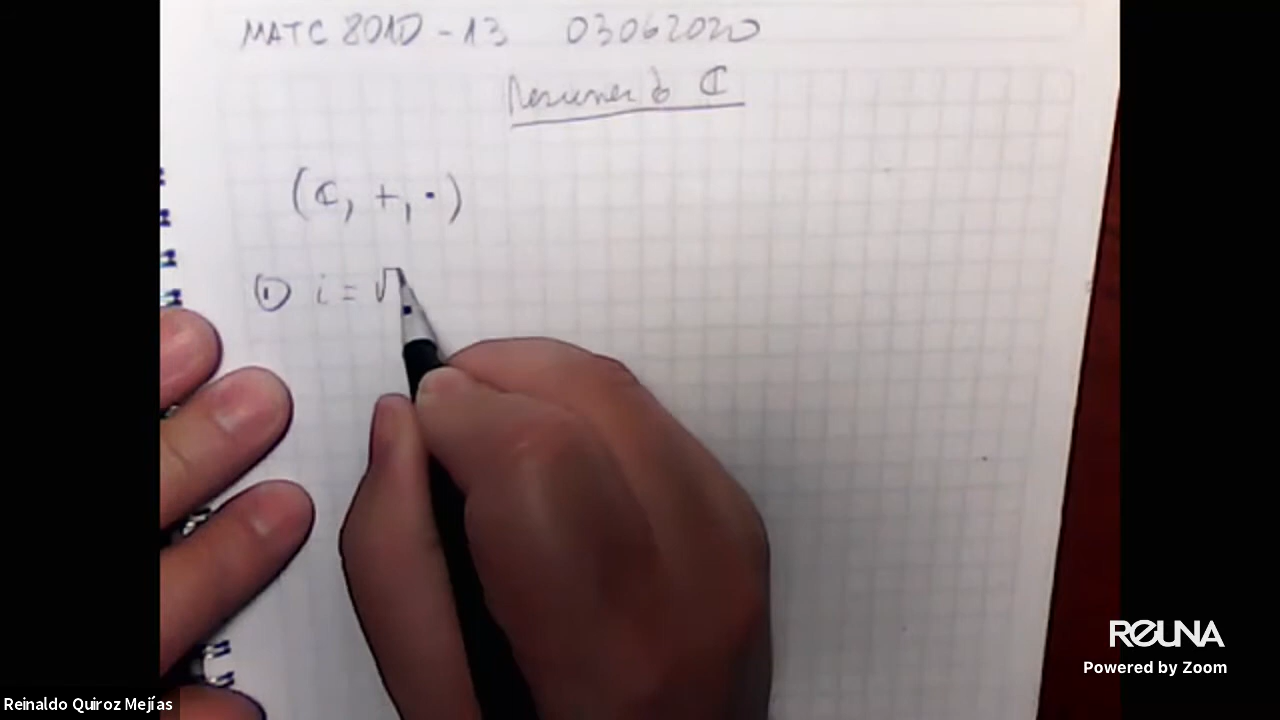 MATC 8010 - 13 03062020
Resumen de ℂ
(ℂ, +, ·)
① i = √
REUNA
Powered by Zoom
Reinaldo Quiroz Mejías